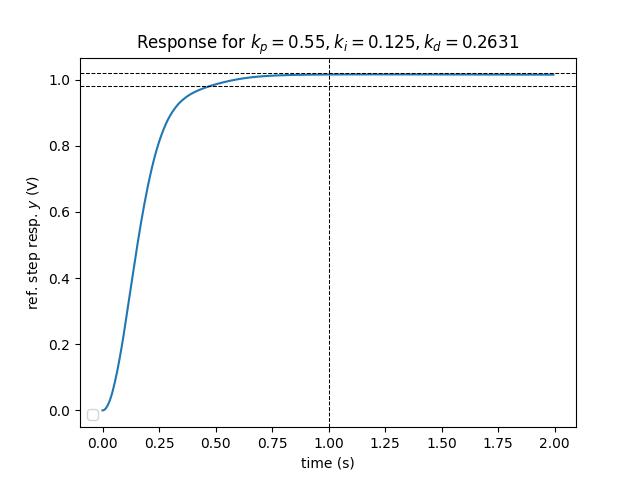 Response for $k_p = 0.55, k_i = 0.125, k_d = 0.2631$
ref. step resp. $y$ (V)
1.0
0.8
0.6
0.4
0.2
0.0
0.00 0.25 0.50 0.75 1.00 1.25 1.50 1.75 2.00
time (s)